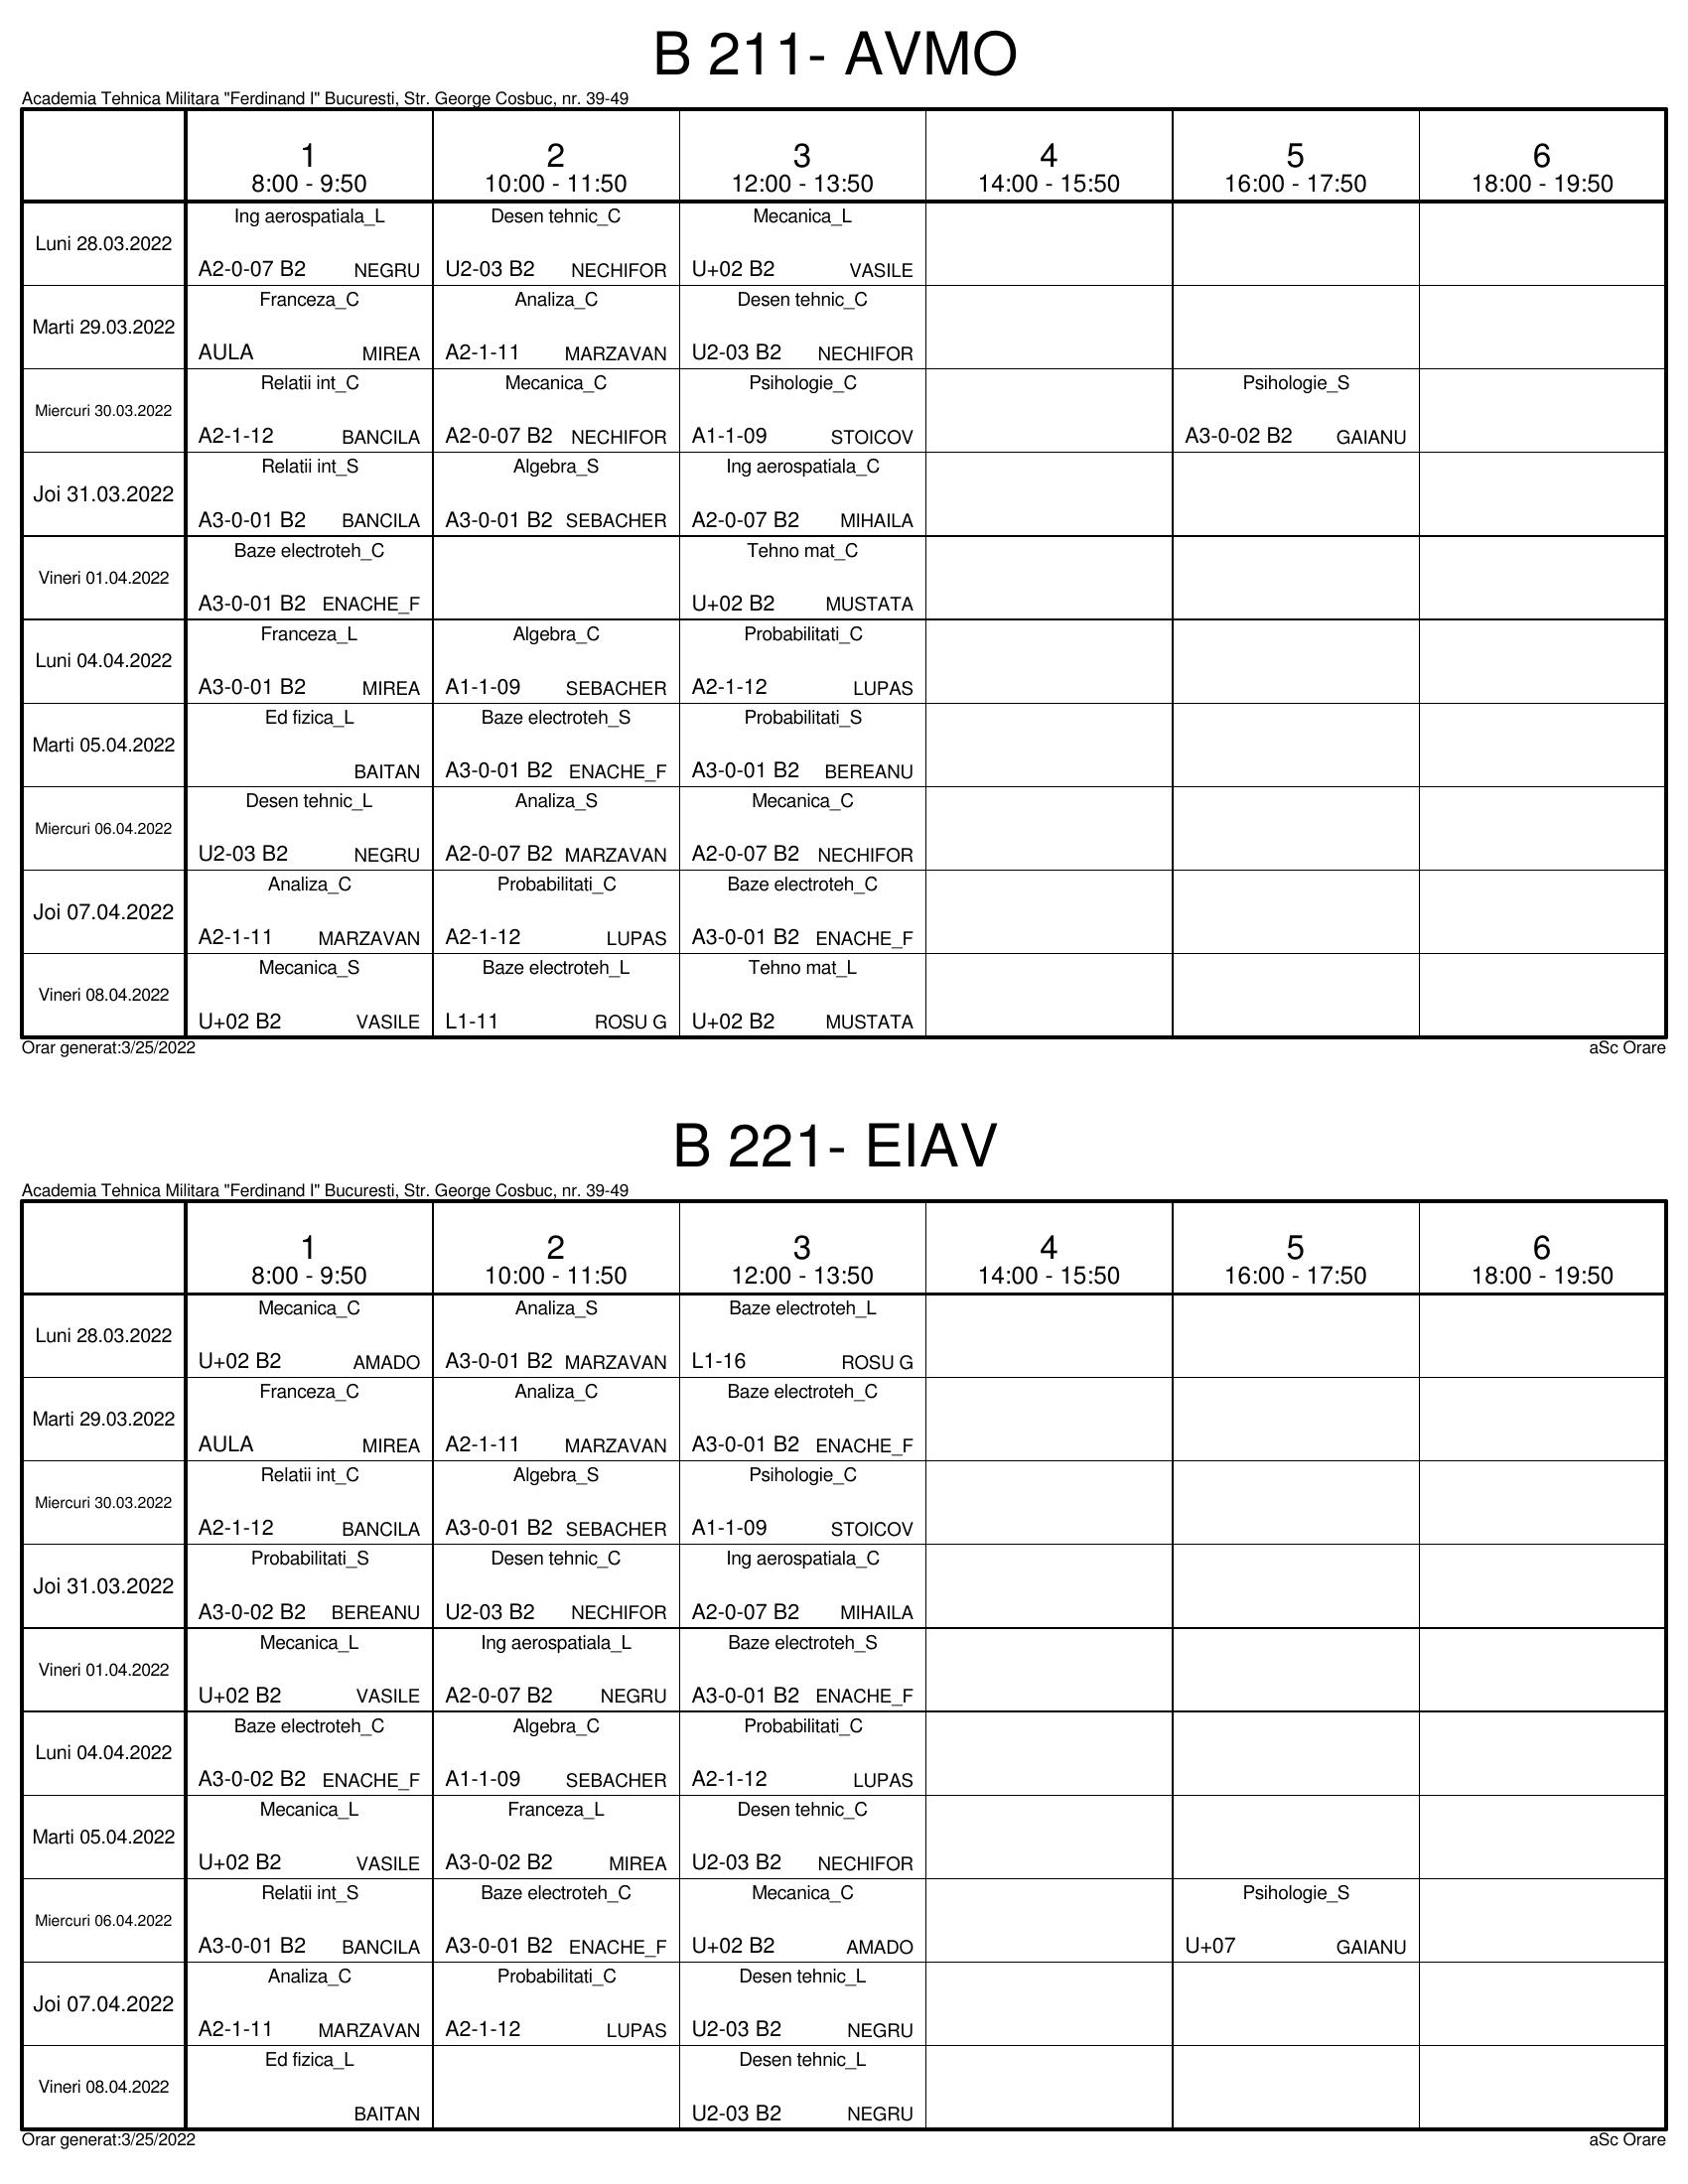 B 211- AVMO
Academia Tehnica Militara "Ferdinand I" Bucuresti, Str. George Cosbuc, nr. 39-49
1 2 3 4 5 6
8:00 - 9:50 10:00 - 11:50 12:00 - 13:50 14:00 - 15:50 16:00 - 17:50 18:00 - 19:50
Ing aerospatiala_L Desen tehnic_C Mecanica_L
Luni 28.03.2022
A2-0-07 B2 NEGRU U2-03 B2 NECHIFOR U+02 B2 VASILE
Franceza_C Analiza_C Desen tehnic_C
Marti 29.03.2022
AULA MIREA A2-1-11 MARZAVAN U2-03 B2 NECHIFOR
Relatii int_C Mecanica_C Psihologie_C Psihologie_S
Miercuri 30.03.2022
A2-1-12 BANCILA A2-0-07 B2 NECHIFOR A1-1-09 STOICOV A3-0-02 B2 GAIANU
Relatii int_S Algebra_S Ing aerospatiala_C
Joi 31.03.2022
A3-0-01 B2 BANCILA A3-0-01 B2 SEBACHER A2-0-07 B2 MIHAILA
Baze electroteh_C Tehno mat_C
Vineri 01.04.2022
A3-0-01 B2 ENACHE_F U+02 B2 MUSTATA
Franceza_L Algebra_C Probabilitati_C
Luni 04.04.2022
A3-0-01 B2 MIREA A1-1-09 SEBACHER A2-1-12 LUPAS
Ed fizica_L Baze electroteh_S Probabilitati_S
Marti 05.04.2022
BAITAN A3-0-01 B2 ENACHE_F A3-0-01 B2 BEREANU
Desen tehnic_L Analiza_S Mecanica_C
Miercuri 06.04.2022
U2-03 B2 NEGRU A2-0-07 B2 MARZAVAN A2-0-07 B2 NECHIFOR
Analiza_C Probabilitati_C Baze electroteh_C
Joi 07.04.2022
A2-1-11 MARZAVAN A2-1-12 LUPAS A3-0-01 B2 ENACHE_F
Mecanica_S Baze electroteh_L Tehno mat_L
Vineri 08.04.2022
U+02 B2 VASILE L1-11 ROSU G U+02 B2 MUSTATA
Orar generat:3/25/2022 aSc Orare
B 221- EIAV
Academia Tehnica Militara "Ferdinand I" Bucuresti, Str. George Cosbuc, nr. 39-49
1 2 3 4 5 6
8:00 - 9:50 10:00 - 11:50 12:00 - 13:50 14:00 - 15:50 16:00 - 17:50 18:00 - 19:50
Mecanica_C Analiza_S Baze electroteh_L
Luni 28.03.2022
U+02 B2 AMADO A3-0-01 B2 MARZAVAN L1-16 ROSU G
Franceza_C Analiza_C Baze electroteh_C
Marti 29.03.2022
AULA MIREA A2-1-11 MARZAVAN A3-0-01 B2 ENACHE_F
Relatii int_C Algebra_S Psihologie_C
Miercuri 30.03.2022
A2-1-12 BANCILA A3-0-01 B2 SEBACHER A1-1-09 STOICOV
Probabilitati_S Desen tehnic_C Ing aerospatiala_C
Joi 31.03.2022
A3-0-02 B2 BEREANU U2-03 B2 NECHIFOR A2-0-07 B2 MIHAILA
Mecanica_L Ing aerospatiala_L Baze electroteh_S
Vineri 01.04.2022
U+02 B2 VASILE A2-0-07 B2 NEGRU A3-0-01 B2 ENACHE_F
Baze electroteh_C Algebra_C Probabilitati_C
Luni 04.04.2022
A3-0-02 B2 ENACHE_F A1-1-09 SEBACHER A2-1-12 LUPAS
Mecanica_L Franceza_L Desen tehnic_C
Marti 05.04.2022
U+02 B2 VASILE A3-0-02 B2 MIREA U2-03 B2 NECHIFOR
Relatii int_S Baze electroteh_C Mecanica_C Psihologie_S
Miercuri 06.04.2022
A3-0-01 B2 BANCILA A3-0-01 B2 ENACHE_F U+02 B2 AMADO U+07 GAIANU
Analiza_C Probabilitati_C Desen tehnic_L
Joi 07.04.2022
A2-1-11 MARZAVAN A2-1-12 LUPAS U2-03 B2 NEGRU
Ed fizica_L Desen tehnic_L
Vineri 08.04.2022
BAITAN U2-03 B2 NEGRU
Orar generat:3/25/2022 aSc Orare